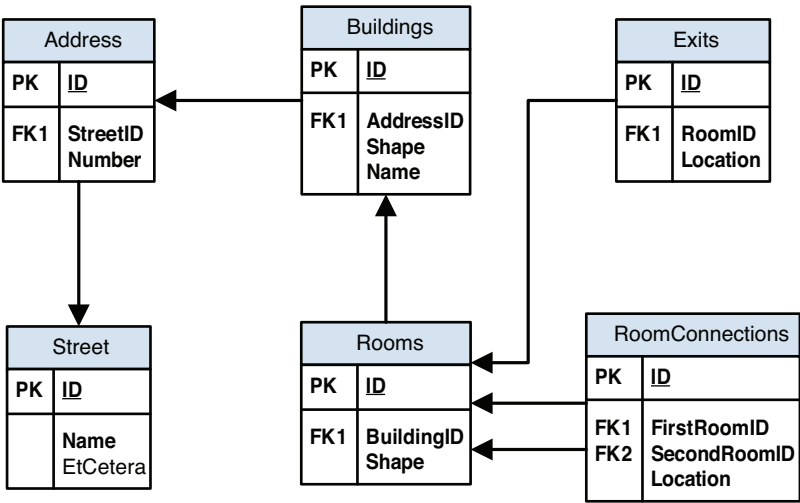 Address
PK ID
FK1 StreetID
Number
Buildings
PK ID
FK1 AddressID
Shape
Name
Exits
PK ID
FK1 RoomID
Location
Street
PK ID
Name
EtCetera
Rooms
PK ID
FK1 BuildingID
Shape
RoomConnections
PK ID
FK1 FirstRoomID
FK2 SecondRoomID
Location